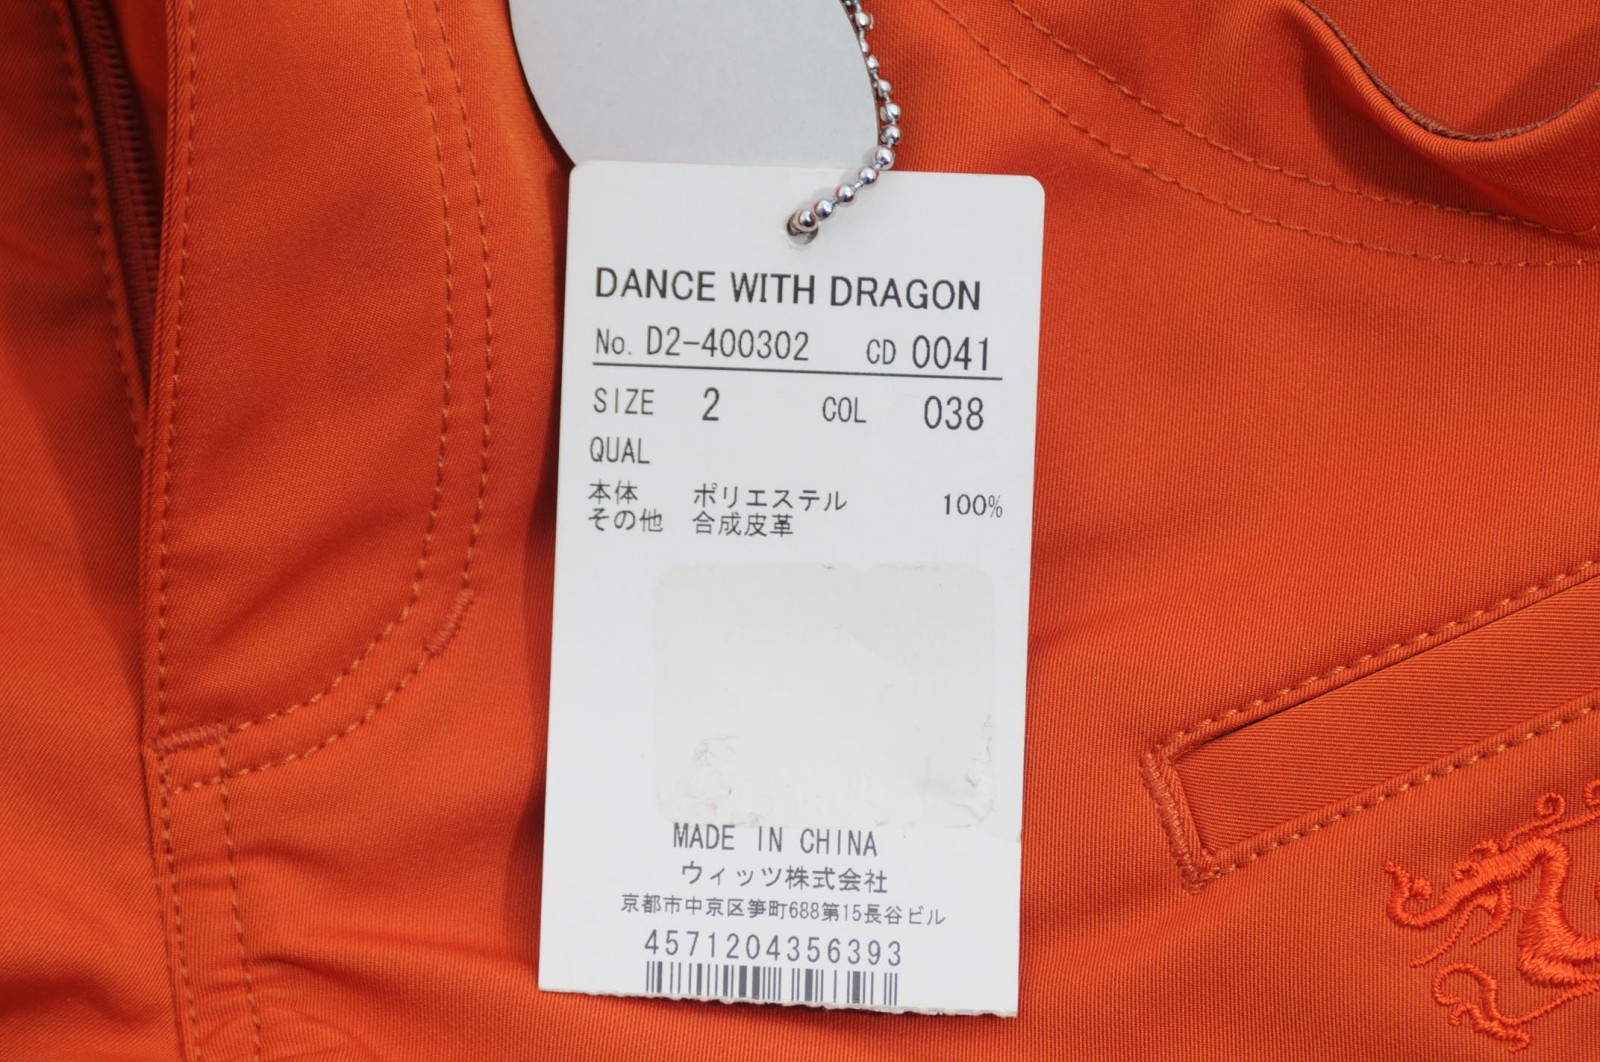 DANCE WITH DRAGON
No. D2-400302 CD 0041
SIZE 2 COL 038
QUAL
本体 ポリエステル 100%
その他 合成皮革
MADE IN CHINA
ウィッツ株式会社
京都市中京区笋町688第15長谷ビル
4571204356393